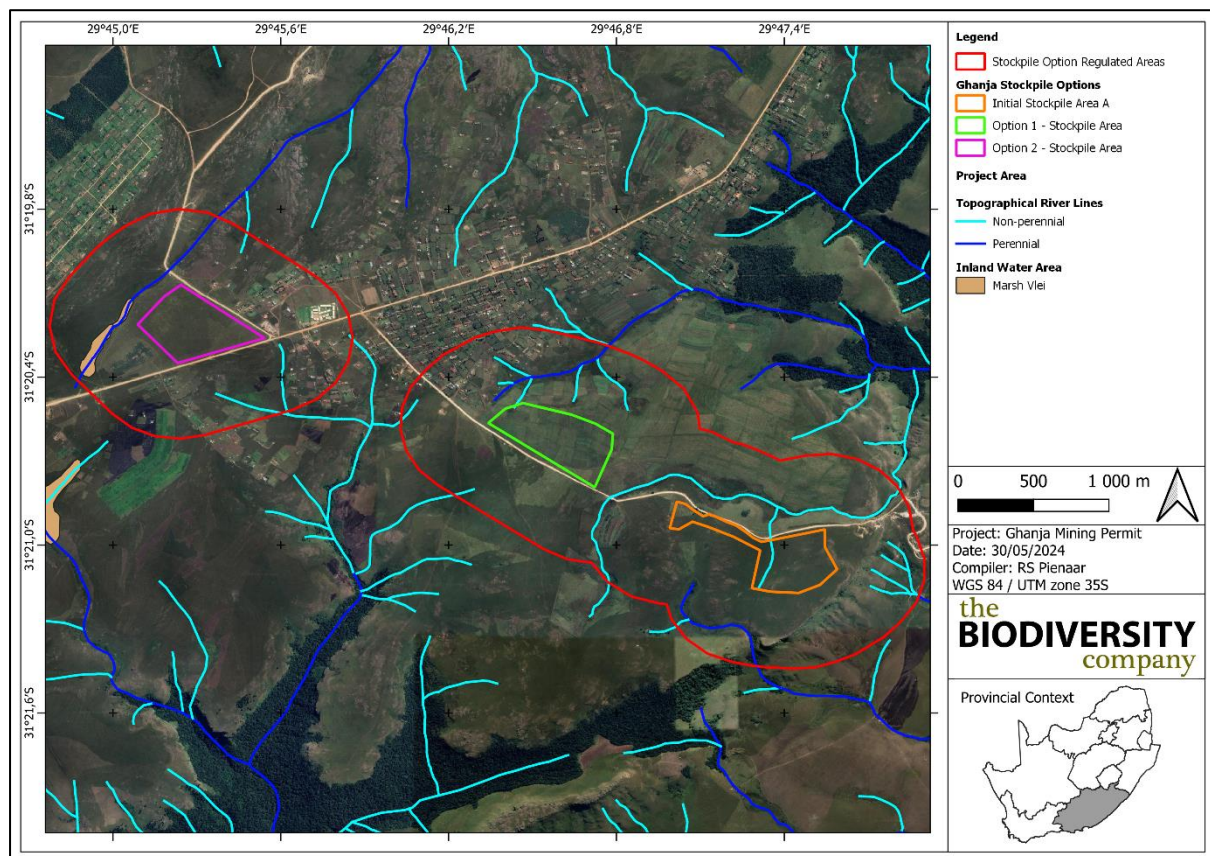 29°45,0′E 29°45,6′E 29°46,2′E 29°46,8′E 29°47,4′E
31°19,8′S
31°20,4′S
31°21,0′S
31°21,6′S
Legend
Stockpile Option Regulated Areas
Ghanja Stockpile Options
Initial Stockpile Area A
Option 1 - Stockpile Area
Option 2 - Stockpile Area
Project Area
Topographical River Lines
Non-perennial
Perennial
Inland Water Area
Marsh Vlei
0 500 1 000 m
Project: Ghanja Mining Permit
Date: 30/05/2024
Compiler: RS Pienaar
WGS 84 / UTM zone 35S
the
BIODIVERSITY
company
Provincial Context